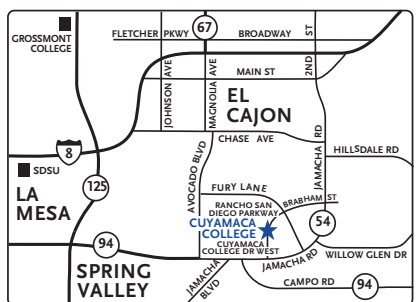 GROSSMONT
COLLEGE
FLETCHER PKWY
67
BROADWAY
2ND ST
MAIN ST
JOHNSON AVE
MAGNOLIA AVE
EL
CAJON
CHASE AVE
JAMACHA RD
HILLSDALE RD
8
SDSU
125
LA
MESA
AVOCADO BLVD
FURY LANE
RANCHO SAN
DIEGO PARKWAY
BRABHAM ST
CUYAMACA
COLLEGE
CUYAMACA
COLLEGE DR WEST
54
94
WILLOW GLEN DR
JAMACHA RD
SPRING
VALLEY
JAMACHA
BLVD
CAMPO RD
94